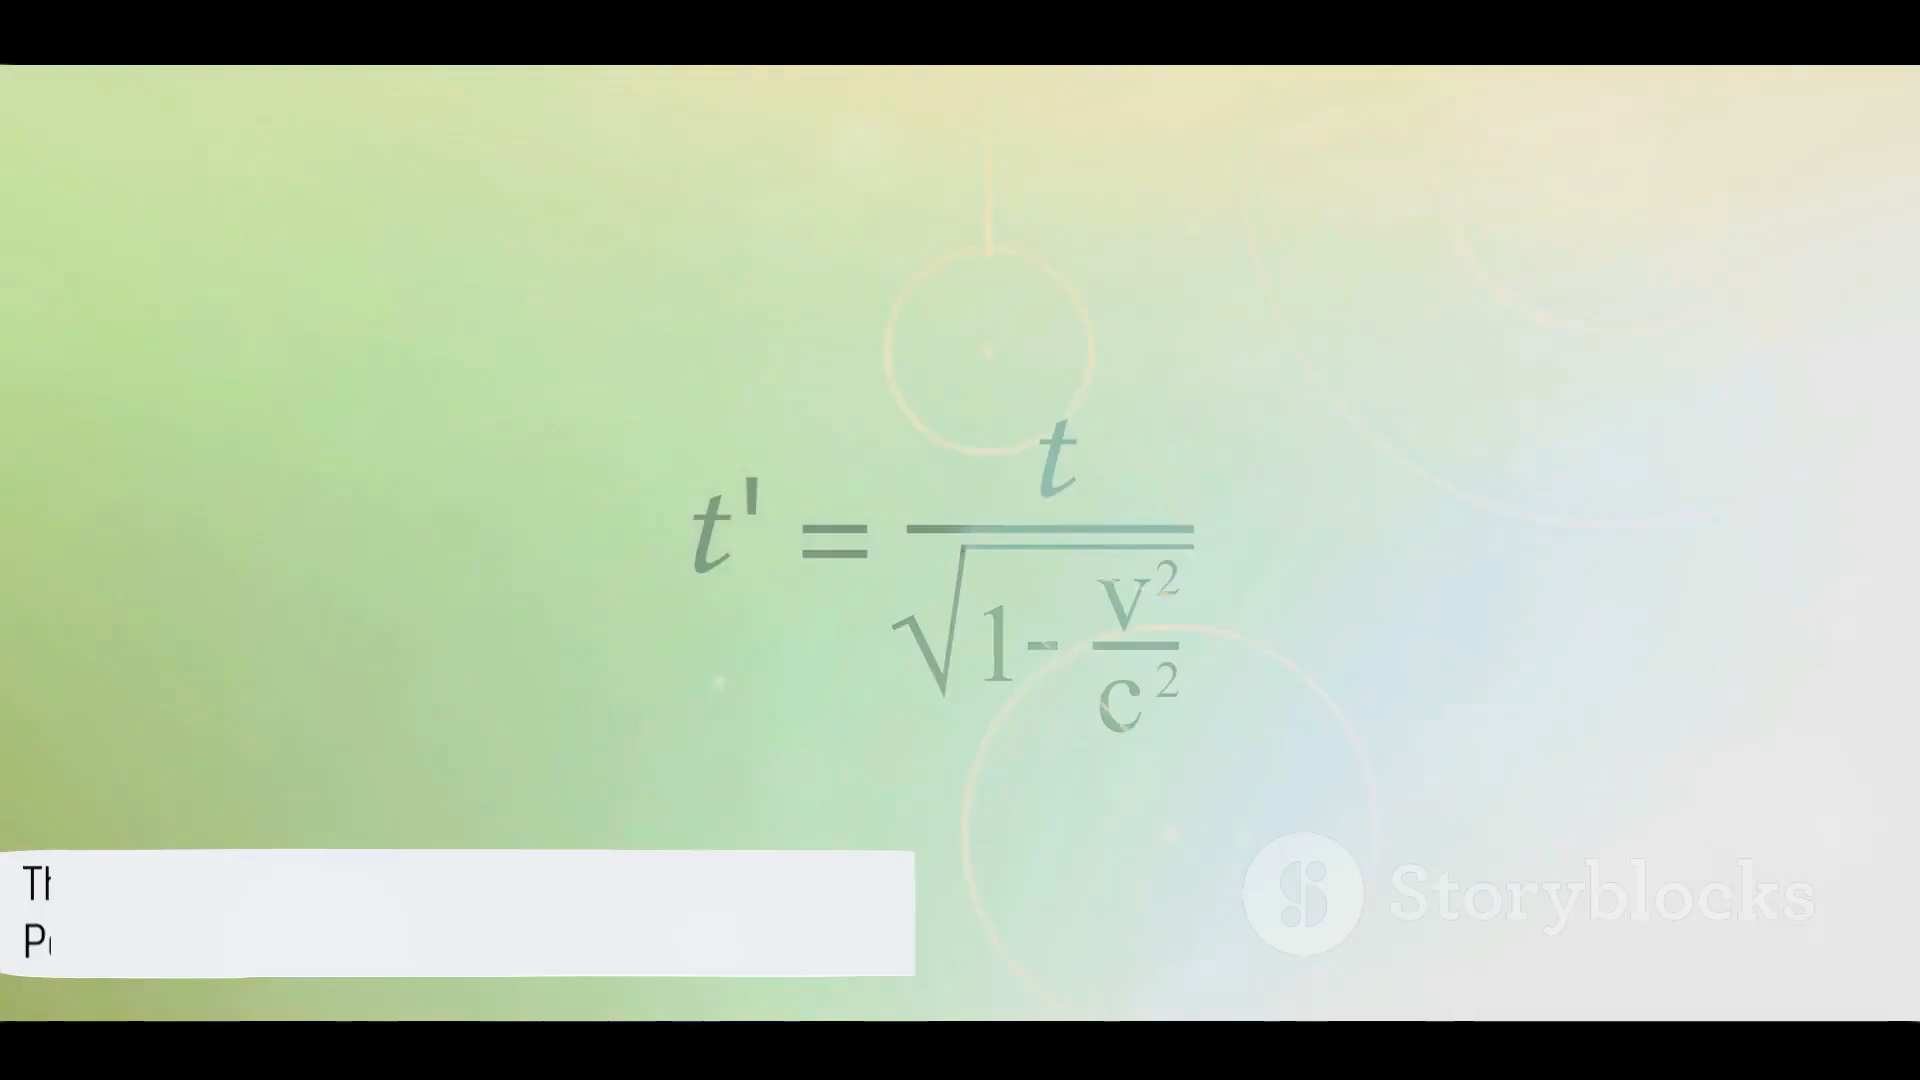 t' = t / √(1 - v²/c²)
Storyblocks